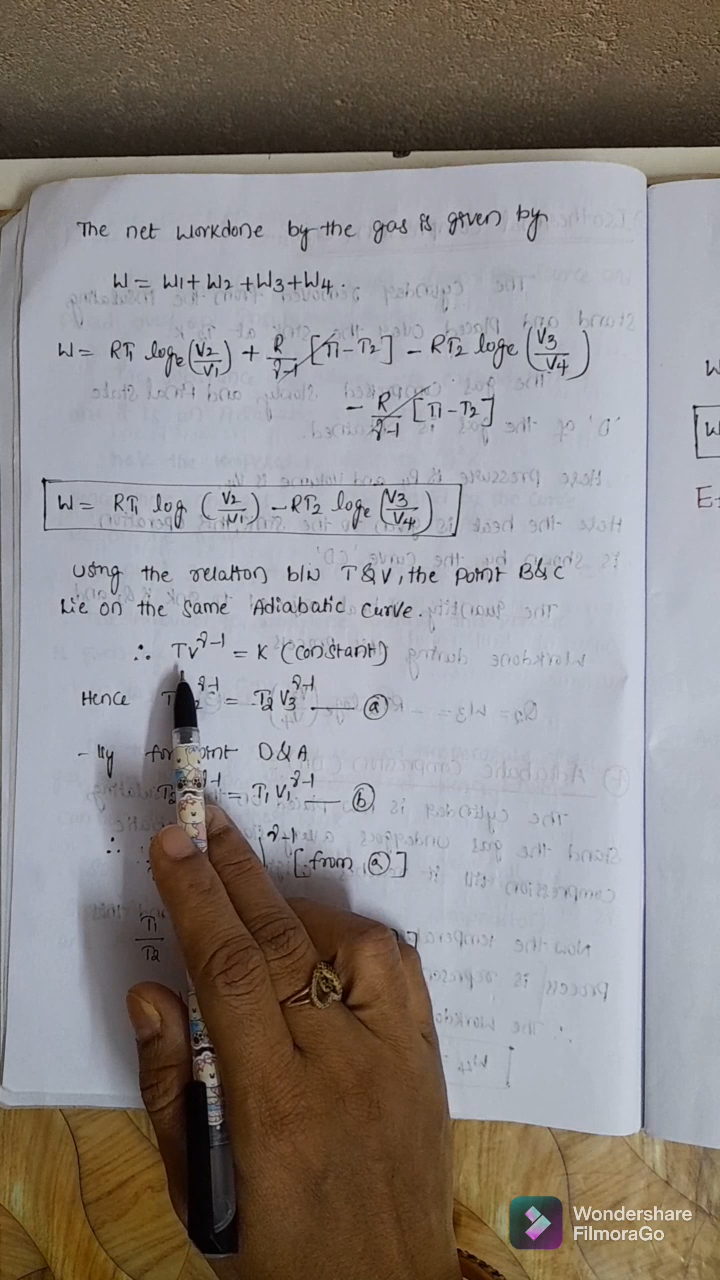 The net workdone by the gas is given by
W = W1 + W2 + W3 + W4.
W = RT1 loge (V2/V1) + R/γ-1 [T1 - T2] - RT2 loge (V3/V4)
- R/γ-1 [T1 - T2]
W = RT1 log (V2/V1) - RT2 loge (V3/V4)
Using the relation b/w T & V, the point B & C
Lie on the same Adiabatic curve.
∴ TV^γ-1 = K (constant)
Hence = T2 V3^γ-1 — (a)
D & A
= T1 V1^γ-1 — (b)
∴ γ-1 [from (a)]
T1/T2
W
Wondershare
FilmoraGo